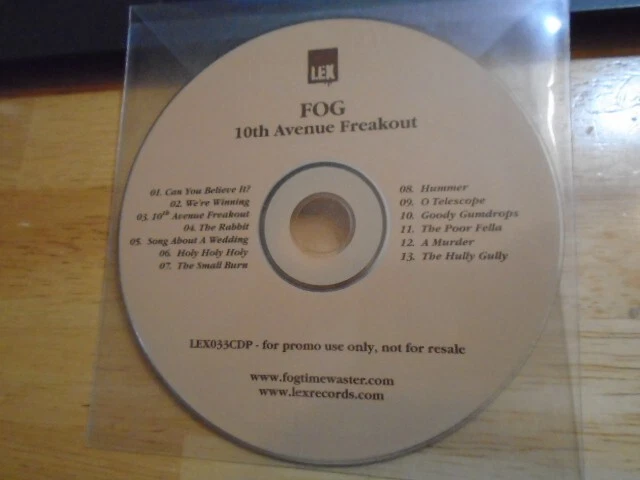 LEX
FOG
10th Avenue Freakout
01. Can You Believe It?
02. We're Winning
03. 10th Avenue Freakout
04. The Rabbit
05. Song About A Wedding
06. Holy Holy Holy
07. The Small Burn
08. Hummer
09. O Telescope
10. Goody Gumdrops
11. The Poor Fella
12. A Murder
13. The Hully Gully
LEX033CDP - for promo use only, not for resale
www.fogtimewaster.com
www.lexrecords.com